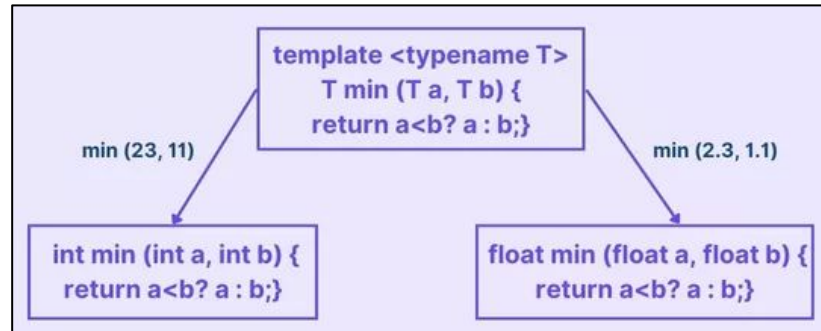 template <typename T>
T min (T a, T b) {
return a<b? a : b;}
min (23, 11)
min (2.3, 1.1)
int min (int a, int b) {
return a<b? a : b;}
float min (float a, float b) {
return a<b? a : b;}